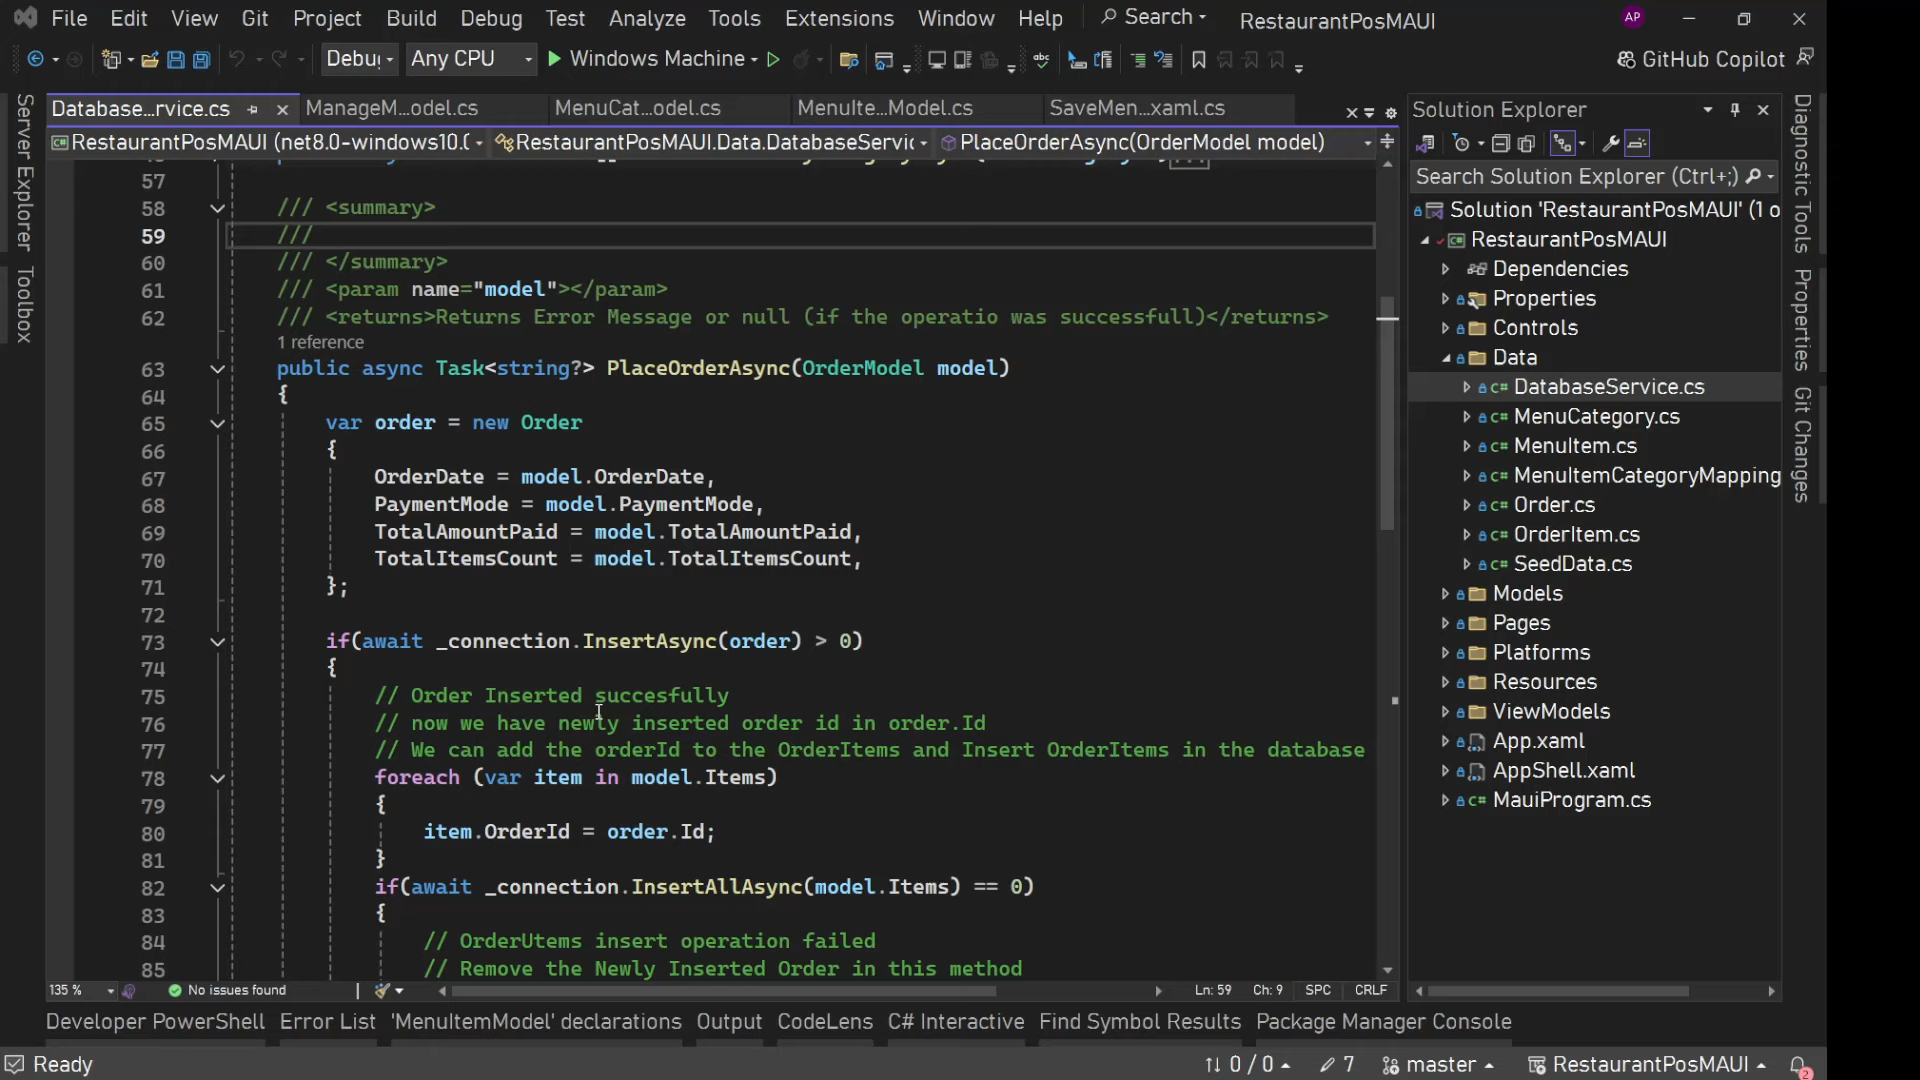 File Edit View Git Project Build Debug Test Analyze Tools Extensions Window Help Search RestaurantPosMAUI AP
Debu Any CPU Windows Machine GitHub Copilot
Database...rvice.cs ManageM...odel.cs MenuCat...odel.cs MenuIte...Model.cs SaveMen...xaml.cs
RestaurantPosMAUI (net8.0-windows10.0 RestaurantPosMAUI.Data.DatabaseServic PlaceOrderAsync(OrderModel model)
57
58 /// <summary>
59 ///
60 /// </summary>
61 /// <param name="model"></param>
62 /// <returns>Returns Error Message or null (if the operatio was successfull)</returns>
1 reference
63 public async Task<string?> PlaceOrderAsync(OrderModel model)
64 {
65 var order = new Order
66 {
67 OrderDate = model.OrderDate,
68 PaymentMode = model.PaymentMode,
69 TotalAmountPaid = model.TotalAmountPaid,
70 TotalItemsCount = model.TotalItemsCount,
71 };
72
73 if(await _connection.InsertAsync(order) > 0)
74 {
75 // Order Inserted succesfully
76 // now we have newly inserted order id in order.Id
77 // We can add the orderId to the OrderItems and Insert OrderItems in the database
78 foreach (var item in model.Items)
79 {
80 item.OrderId = order.Id;
81 }
82 if(await _connection.InsertAllAsync(model.Items) == 0)
83 {
84 // OrderUtems insert operation failed
85 // Remove the Newly Inserted Order in this method
135 % No issues found Ln: 59 Ch: 9 SPC CRLF
Server Explorer
Toolbox
Solution Explorer
Search Solution Explorer (Ctrl+;)
Solution 'RestaurantPosMAUI' (1 o
RestaurantPosMAUI
Dependencies
Properties
Controls
Data
DatabaseService.cs
MenuCategory.cs
MenuItem.cs
MenuItemCategoryMapping
Order.cs
OrderItem.cs
SeedData.cs
Models
Pages
Platforms
Resources
ViewModels
App.xaml
AppShell.xaml
MauiProgram.cs
Diagnostic Tools
Properties
Git Changes
Developer PowerShell Error List 'MenuItemModel' declarations Output CodeLens C# Interactive Find Symbol Results Package Manager Console
Ready 0 / 0 7 master RestaurantPosMAUI 2